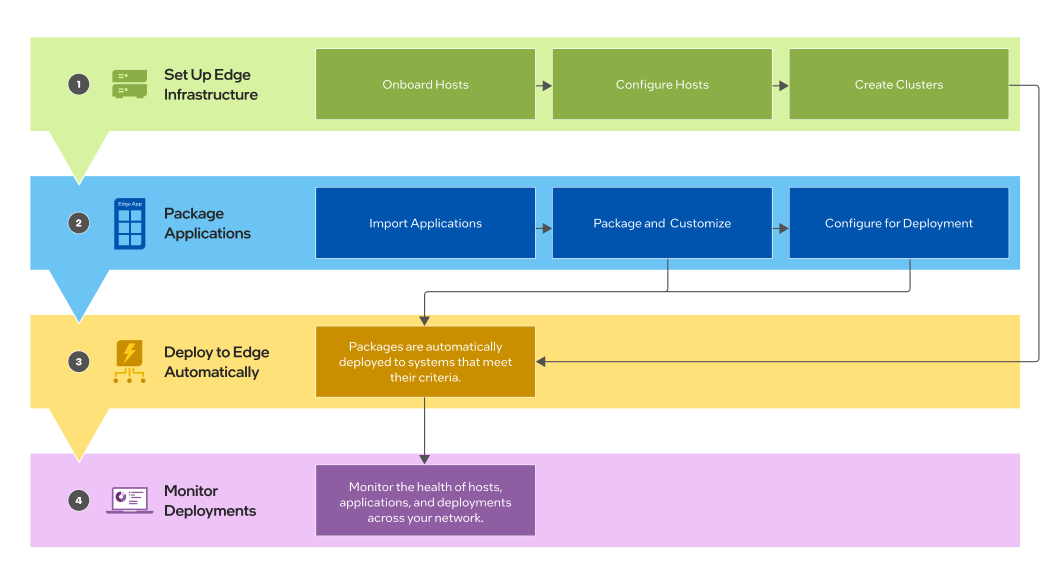 1
Set Up Edge
Infrastructure
Onboard Hosts
Configure Hosts
Create Clusters
2
Edge App
Package
Applications
Import Applications
Package and Customize
Configure for Deployment
3
Deploy to Edge
Automatically
Packages are automatically
deployed to systems that meet
their criteria.
4
Monitor
Deployments
Monitor the health of hosts,
applications, and deployments
across your network.